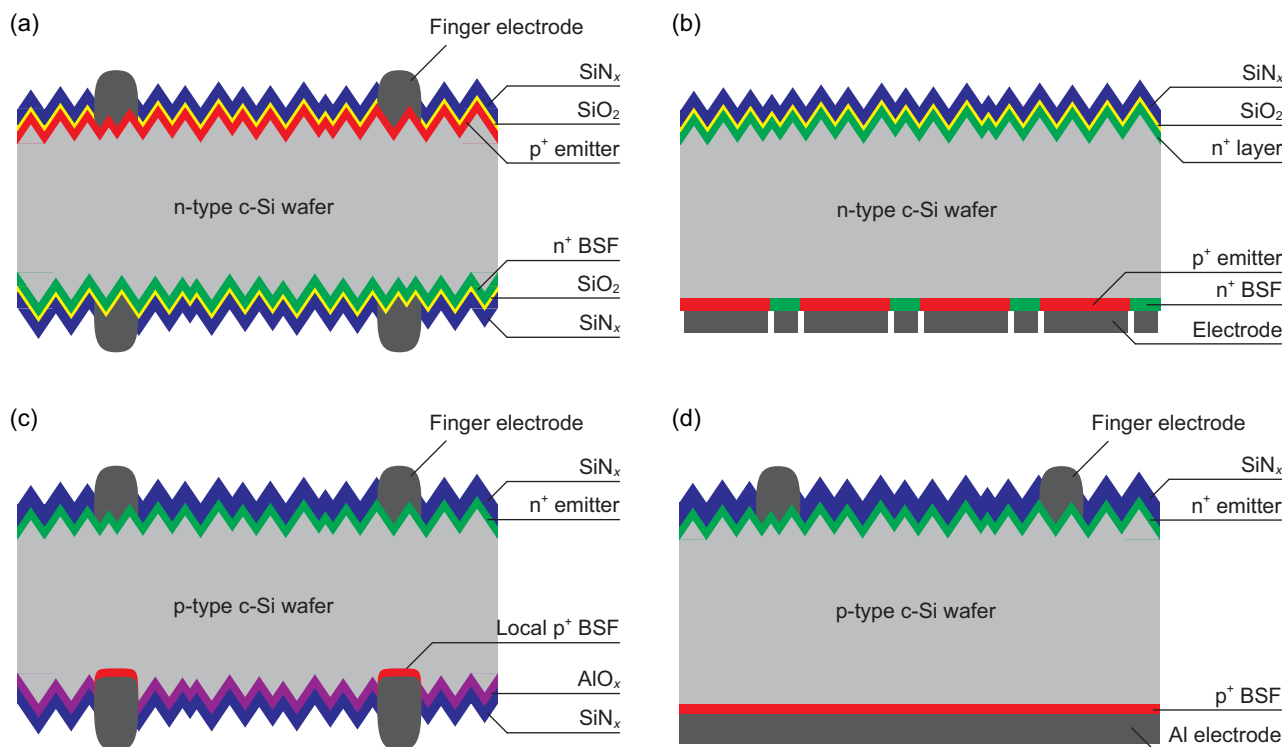 (a)
Finger electrode
SiNₓ
SiO₂
p⁺ emitter
n-type c-Si wafer
n⁺ BSF
SiO₂
SiNₓ
(b)
SiNₓ
SiO₂
n⁺ layer
n-type c-Si wafer
p⁺ emitter
n⁺ BSF
Electrode
(c)
Finger electrode
SiNₓ
n⁺ emitter
p-type c-Si wafer
Local p⁺ BSF
AlOₓ
SiNₓ
(d)
Finger electrode
SiNₓ
n⁺ emitter
p-type c-Si wafer
p⁺ BSF
Al electrode